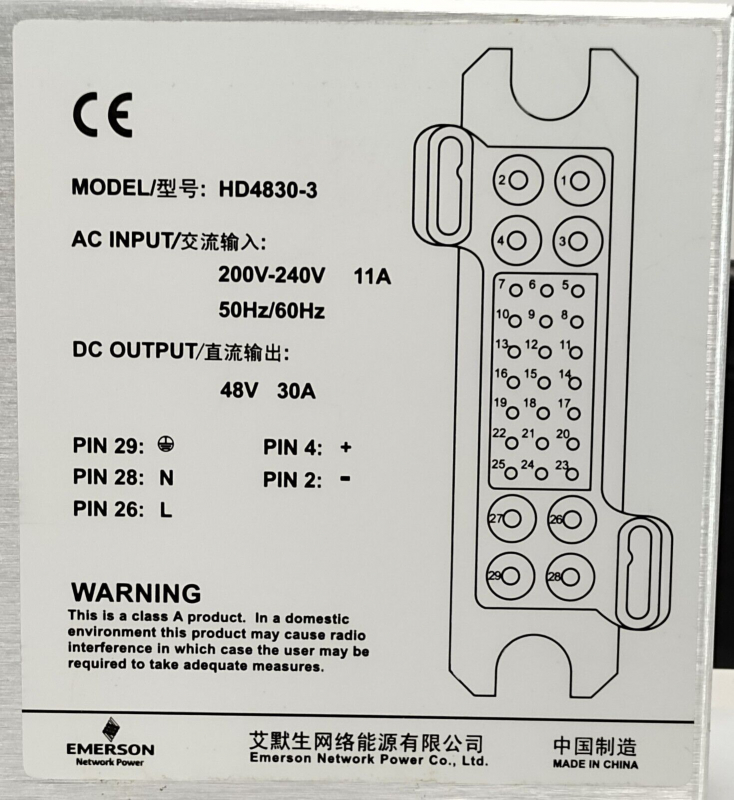 CE
MODEL/型号: HD4830-3
AC INPUT/交流输入:
200V-240V 11A
50Hz/60Hz
DC OUTPUT/直流输出:
48V 30A
PIN 29: ⏚ PIN 4: +
PIN 28: N PIN 2: -
PIN 26: L
2 1
4 3
7 6 5
10 9 8
13 12 11
16 15 14
19 18 17
22 21 20
25 24 23
27 26
29 28
WARNING
This is a class A product. In a domestic
environment this product may cause radio
interference in which case the user may be
required to take adequate measures.
EMERSON
Network Power
艾默生网络能源有限公司
Emerson Network Power Co., Ltd.
中国制造
MADE IN CHINA